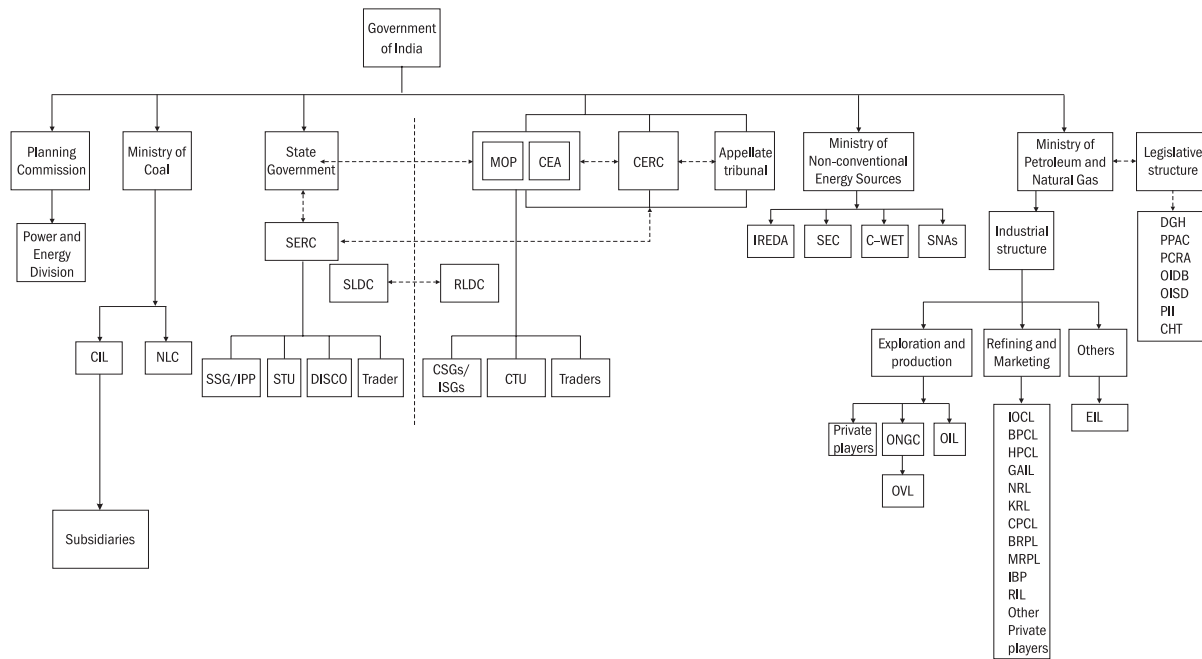 Government
of India
Planning
Commission
Ministry of
Coal
State
Government
MOP
CEA
CERC
Appellate
tribunal
Ministry of
Non-conventional
Energy Sources
Ministry of
Petroleum and
Natural Gas
Legislative
structure
Power and
Energy
Division
SERC
IREDA
SEC
C–WET
SNAs
Industrial
structure
DGH
PPAC
PCRA
OIDB
OISD
PII
CHT
SLDC
RLDC
CIL
NLC
SSG/IPP
STU
DISCO
Trader
CSGs/
ISGs
CTU
Traders
Exploration and
production
Refining and
Marketing
Others
Private
players
ONGC
OIL
OVL
IOCL
BPCL
HPCL
GAIL
NRL
KRL
CPCL
BRPL
MRPL
IBP
RIL
Other
Private
players
EIL
Subsidiaries